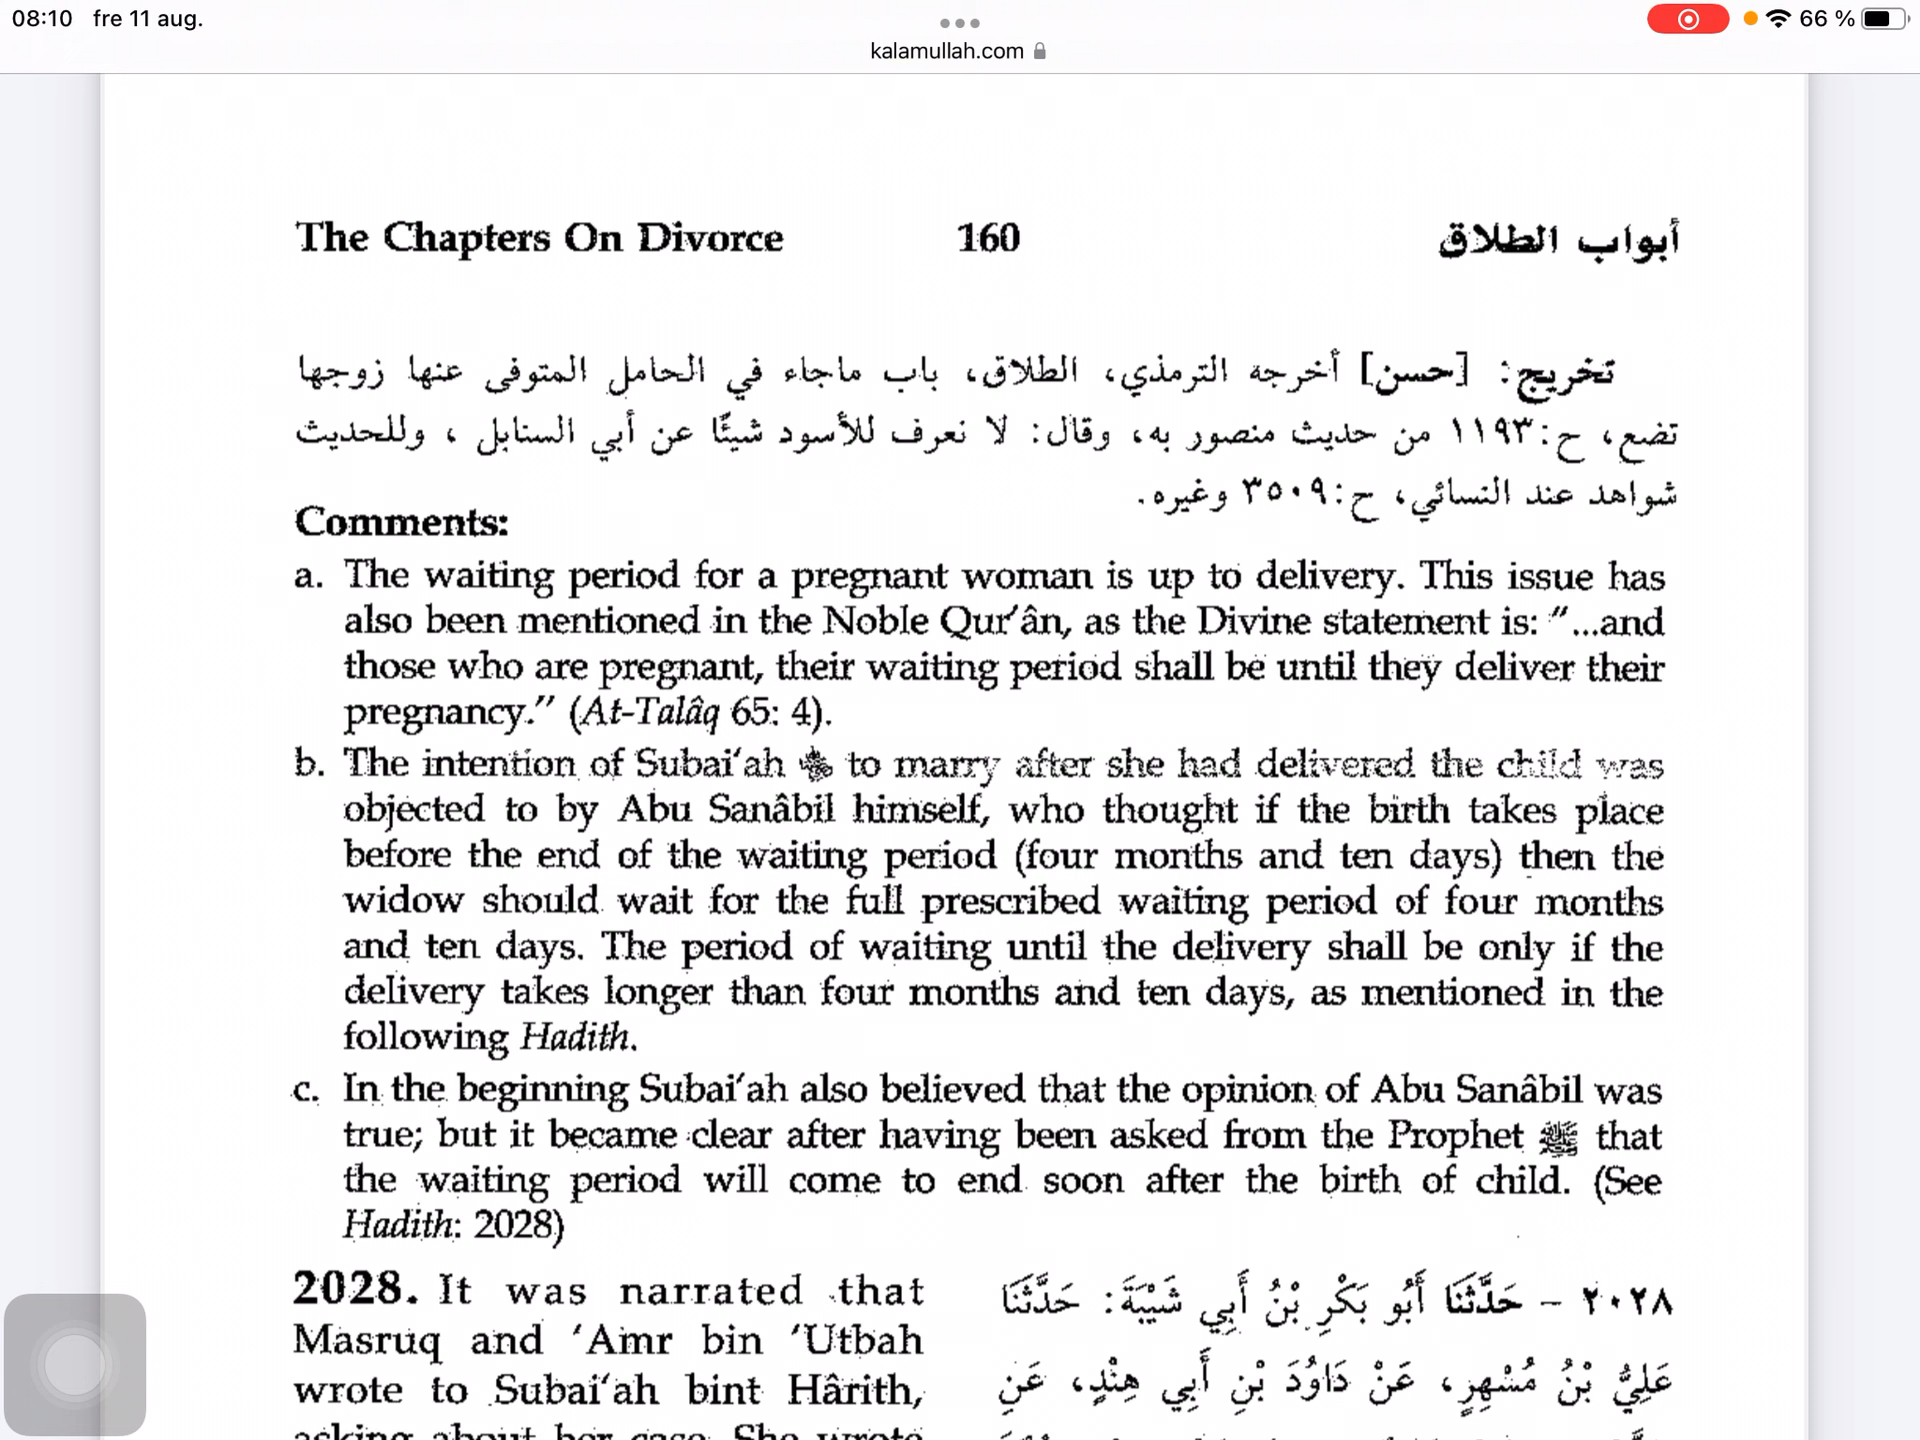 08:10 fre 11 aug.
66 %
kalamullah.com
The Chapters On Divorce 160 أبواب الطلاق
تخريج: [حسن] أخرجه الترمذي، الطلاق، باب ماجاء في الحامل المتوفى عنها زوجها
تضع، ح:١١٩٣ من حديث منصور به، وقال: لا نعرف للأسود شيئًا عن أبي السنابل ، وللحديث
شواهد عند النسائي، ح:٣٥٠٩ وغيره.
Comments:
a. The waiting period for a pregnant woman is up to delivery. This issue has
also been mentioned in the Noble Qur’ân, as the Divine statement is: “...and
those who are pregnant, their waiting period shall be until they deliver their
pregnancy.” (At-Talâq 65: 4).
b. The intention of Subai‘ah to marry after she had delivered the child was
objected to by Abu Sanâbil himself, who thought if the birth takes place
before the end of the waiting period (four months and ten days) then the
widow should wait for the full prescribed waiting period of four months
and ten days. The period of waiting until the delivery shall be only if the
delivery takes longer than four months and ten days, as mentioned in the
following Hadith.
c. In the beginning Subai‘ah also believed that the opinion of Abu Sanâbil was
true; but it became clear after having been asked from the Prophet ﷺ that
the waiting period will come to end soon after the birth of child. (See
Hadith: 2028)
2028. It was narrated that
Masruq and ‘Amr bin ‘Utbah
wrote to Subai‘ah bint Hârith,
asking about her case. She wrote
٢٠٢٨ – حَدَّثَنَا أَبُو بَكْرِ بْنُ أَبِي شَيْبَةَ: حَدَّثَنَا
عَلِيُّ بْنُ مُسْهِرٍ، عَنْ دَاوُدَ بْنِ أَبِي هِنْدٍ، عَنِ